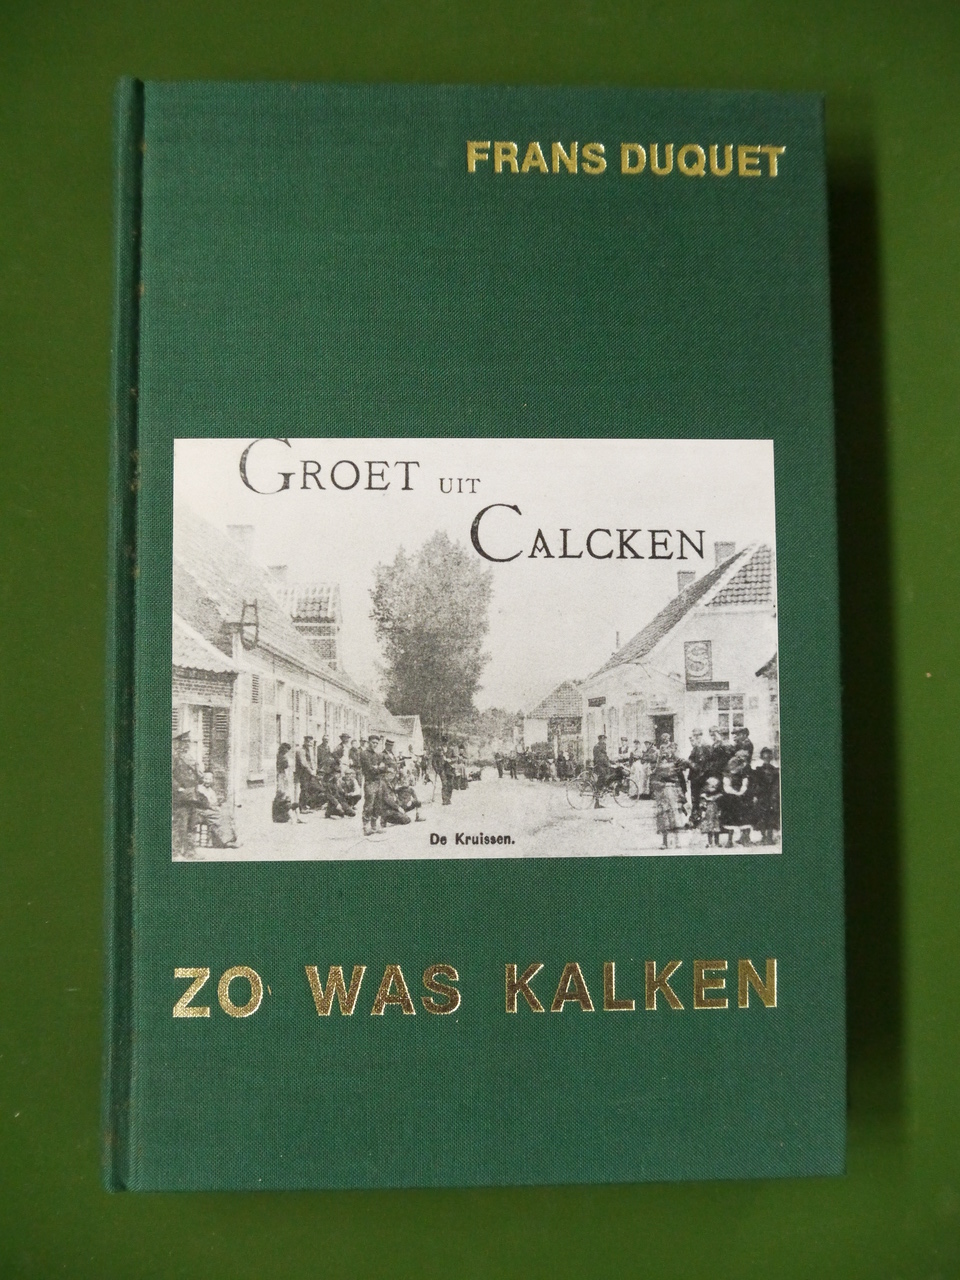 FRANS DUQUET
GROET UIT
CALCKEN
De Kruissen.
ZO WAS KALKEN